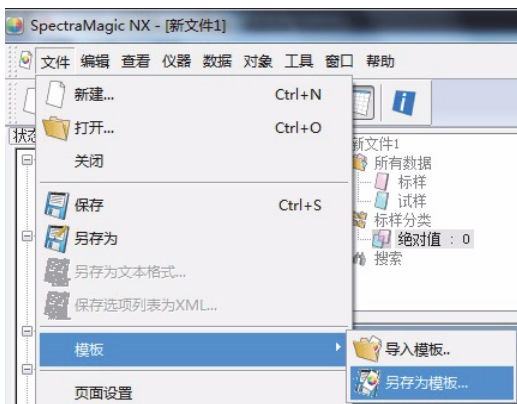 SpectraMagic NX - [新文件1]
文件 编辑 查看 仪器 数据 对象 工具 窗口 帮助
新建... Ctrl+N
打开... Ctrl+O
关闭
保存 Ctrl+S
另存为
另存为文本格式...
保存选项列表为XML...
模板
页面设置
导入模板..
另存为模板...
状态
新文件1
所有数据
标样
试样
标样分类
绝对值 : 0
搜索